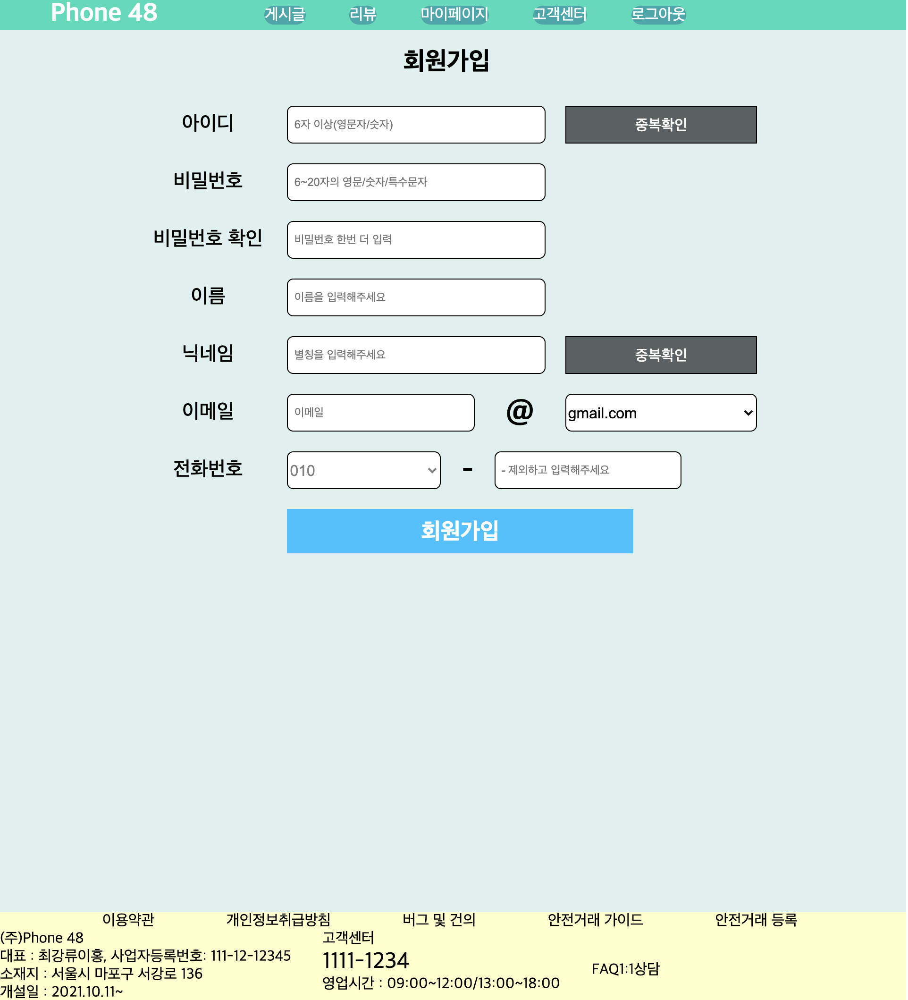 Phone 48 게시글 리뷰 마이페이지 고객센터 로그아웃
회원가입
아이디 6자 이상(영문자/숫자) 중복확인
비밀번호 6~20자의 영문/숫자/특수문자
비밀번호 확인 비밀번호 한번 더 입력
이름 이름을 입력해주세요
닉네임 별칭을 입력해주세요 중복확인
이메일 이메일 @ gmail.com
전화번호 010 - - 제외하고 입력해주세요
회원가입
이용약관 개인정보취급방침 버그 및 건의 안전거래 가이드 안전거래 등록
(주)Phone 48
대표 : 최강류이홍, 사업자등록번호: 111-12-12345
소재지 : 서울시 마포구 서강로 136
개설일 : 2021.10.11~
고객센터
1111-1234
영업시간 : 09:00~12:00/13:00~18:00
FAQ1:1상담